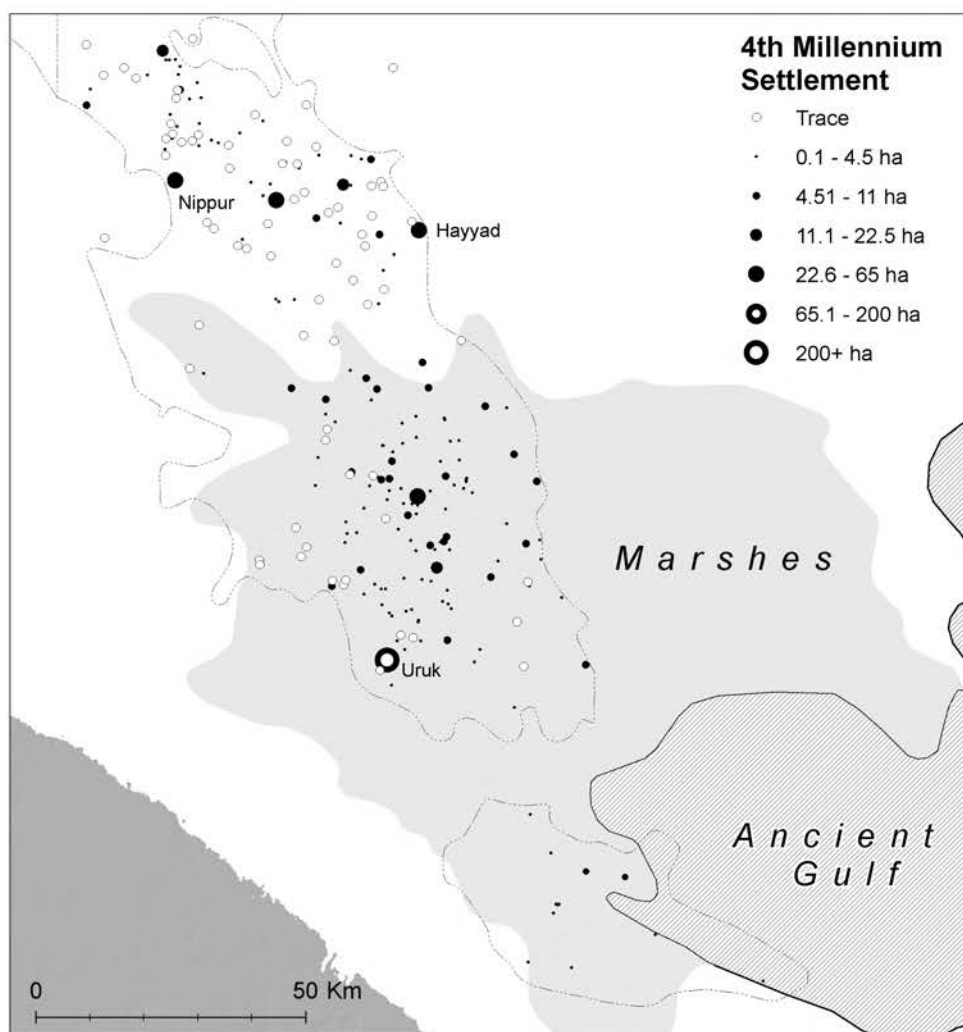 4th Millennium
Settlement
Trace
0.1 - 4.5 ha
4.51 - 11 ha
11.1 - 22.5 ha
22.6 - 65 ha
65.1 - 200 ha
200+ ha
Nippur
Hayyad
Marshes
Uruk
Ancient
Gulf
0 50 Km